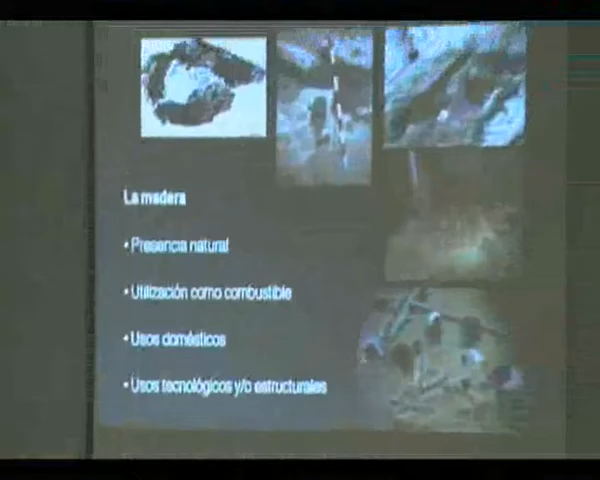 La madera
• Presencia natural
• Utilización como combustible
• Usos domésticos
• Usos tecnológicos y/o estructurales